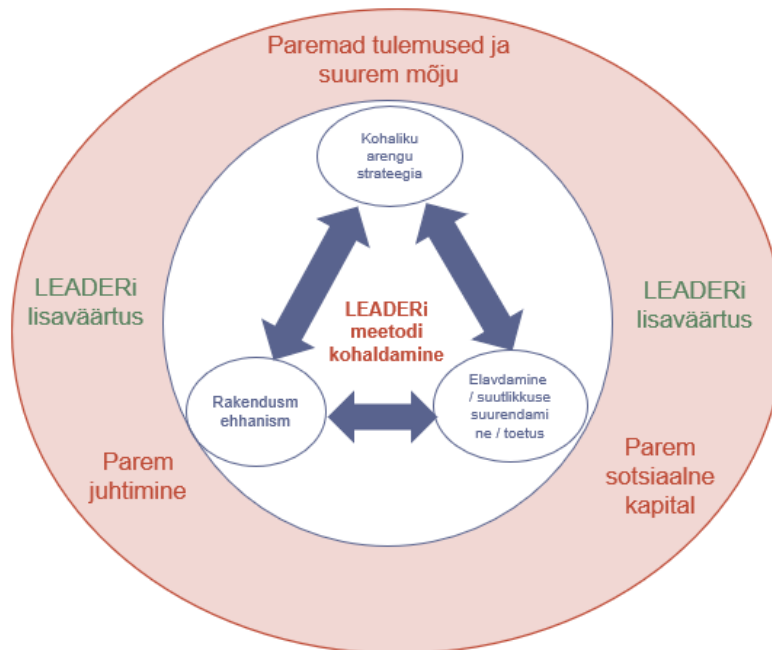 Paremad tulemused ja
suurem mõju
Kohaliku
arengu
strateegia
LEADERi
lisaväärtus
LEADERi
meetodi
kohaldamine
LEADERi
lisaväärtus
Rakendusm
ehhanism
Elavdamine
/ suutlikkuse
suurendami
ne / toetus
Parem
juhtimine
Parem
sotsiaalne
kapital